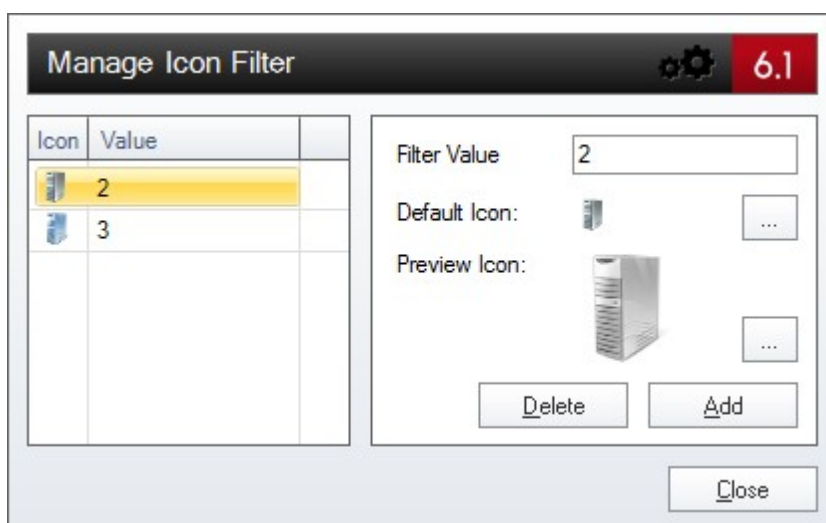 Manage Icon Filter
6.1
Icon Value
2
3
Filter Value 2
Default Icon: ...
Preview Icon:
...
Delete Add
Close